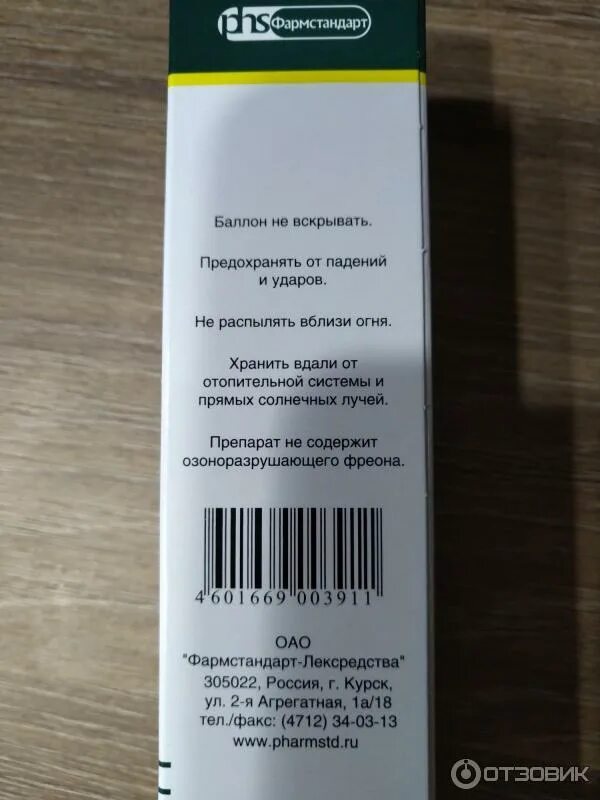 phs Фармстандарт
Баллон не вскрывать.
Предохранять от падений
и ударов.
Не распылять вблизи огня.
Хранить вдали от
отопительной системы и
прямых солнечных лучей.
Препарат не содержит
озоноразрушающего фреона.
4 601669 003911
ОАО
"Фармстандарт-Лексредства"
305022, Россия, г. Курск,
ул. 2-я Агрегатная, 1а/18
тел./факс: (4712) 34-03-13
www.pharmstd.ru
ОТЗОВИК